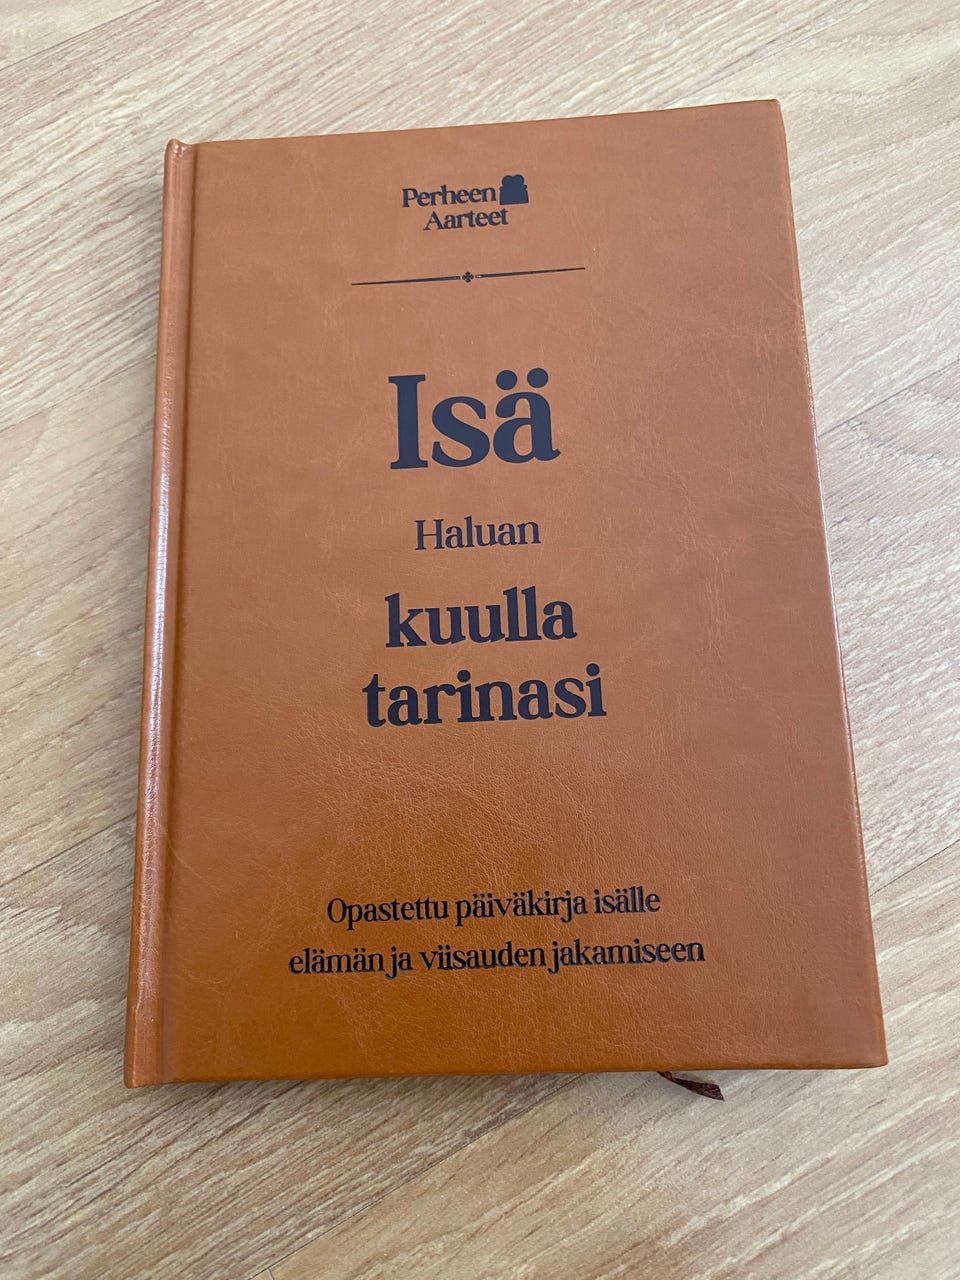 Perheen
Aarteet
Isä
Haluan
kuulla
tarinasi
Opastettu päiväkirja isälle
elämän ja viisauden jakamiseen